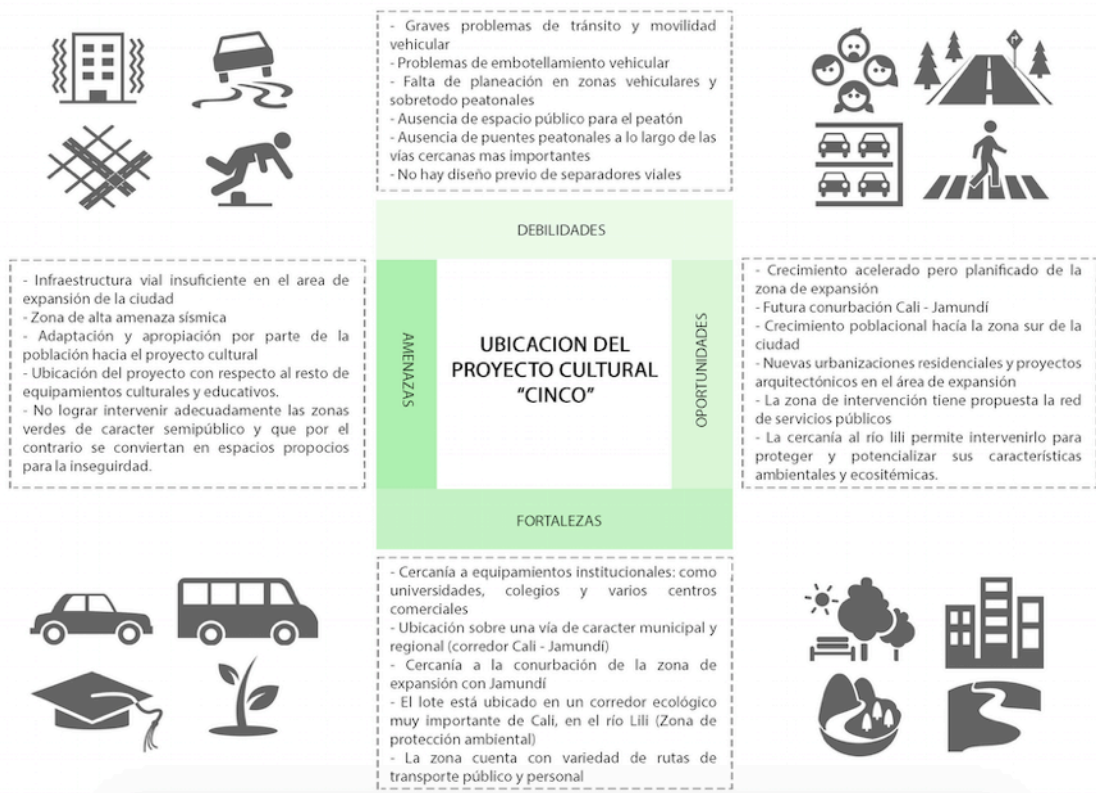 - Graves problemas de tránsito y movilidad
vehicular
- Problemas de embotellamiento vehicular
- Falta de planeación en zonas vehiculares y
sobretodo peatonales
- Ausencia de espacio público para el peatón
- Ausencia de puentes peatonales a lo largo de las
vías cercanas mas importantes
- No hay diseño previo de separadores viales
DEBILIDADES
- Infraestructura vial insuficiente en el area de
expansión de la ciudad
- Zona de alta amenaza sísmica
- Adaptación y apropiación por parte de la
población hacia el proyecto cultural
- Ubicación del proyecto con respecto al resto de
equipamientos culturales y educativos.
- No lograr intervenir adecuadamente las zonas
verdes de caracter semipúblico y que por el
contrario se conviertan en espacios propocios
para la inseguirdad.
AMENAZAS
UBICACION DEL
PROYECTO CULTURAL
"CINCO"
OPORTUNIDADES
- Crecimiento acelerado pero planificado de la
zona de expansión
- Futura conurbación Cali - Jamundí
- Crecimiento poblacional hacía la zona sur de la
ciudad
- Nuevas urbanizaciones residenciales y proyectos
arquitectónicos en el área de expansión
- La zona de intervención tiene propuesta la red
de servicios públicos
- La cercanía al río lili permite intervenirlo para
proteger y potencializar sus características
ambientales y ecositémicas.
FORTALEZAS
- Cercanía a equipamientos institucionales: como
universidades, colegios y varios centros
comerciales
- Ubicación sobre una vía de caracter municipal y
regional (corredor Cali - Jamundí)
- Cercanía a la conurbación de la zona de
expansión con Jamundí
- El lote está ubicado en un corredor ecológico
muy importante de Cali, en el río Lili (Zona de
protección ambiental)
- La zona cuenta con variedad de rutas de
transporte público y personal